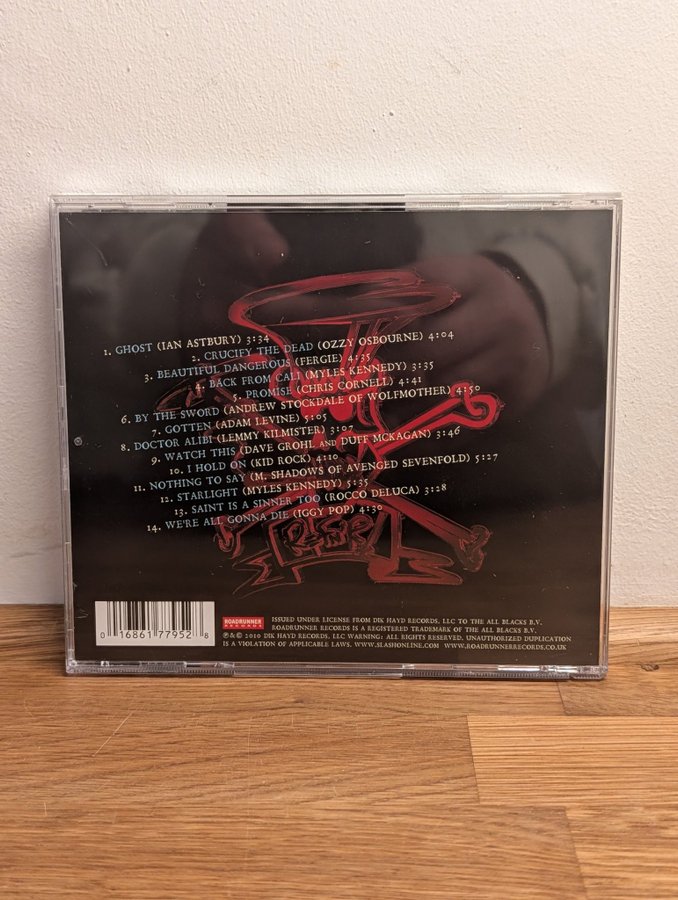 1. GHOST (IAN ASTBURY) 3:34
2. CRUCIFY THE DEAD (OZZY OSBOURNE) 4:04
3. BEAUTIFUL DANGEROUS (FERGIE) 4:35
4. BACK FROM CALI (MYLES KENNEDY) 3:35
5. PROMISE (CHRIS CORNELL) 4:41
6. BY THE SWORD (ANDREW STOCKDALE OF WOLFMOTHER) 4:50
7. GOTTEN (ADAM LEVINE) 5:05
8. DOCTOR ALIBI (LEMMY KILMISTER) 3:07
9. WATCH THIS (DAVE GROHL AND DUFF MCKAGAN) 3:46
10. I HOLD ON (KID ROCK) 4:10
11. NOTHING TO SAY (M. SHADOWS OF AVENGED SEVENFOLD) 5:27
12. STARLIGHT (MYLES KENNEDY) 5:35
13. SAINT IS A SINNER TOO (ROCCO DELUCA) 3:28
14. WE'RE ALL GONNA DIE (IGGY POP) 4:30
0 16861 77952 8
ROADRUNNER
RECORDS
ISSUED UNDER LICENSE FROM DIK HAYD RECORDS, LLC TO THE ALL BLACKS B.V.
ROADRUNNER RECORDS IS A REGISTERED TRADEMARK OF THE ALL BLACKS B.V.
℗ & © 2010 DIK HAYD RECORDS, LLC WARNING: ALL RIGHTS RESERVED. UNAUTHORIZED DUPLICATION
IS A VIOLATION OF APPLICABLE LAWS. WWW.SLASHONLINE.COM WWW.ROADRUNNERRECORDS.CO.UK